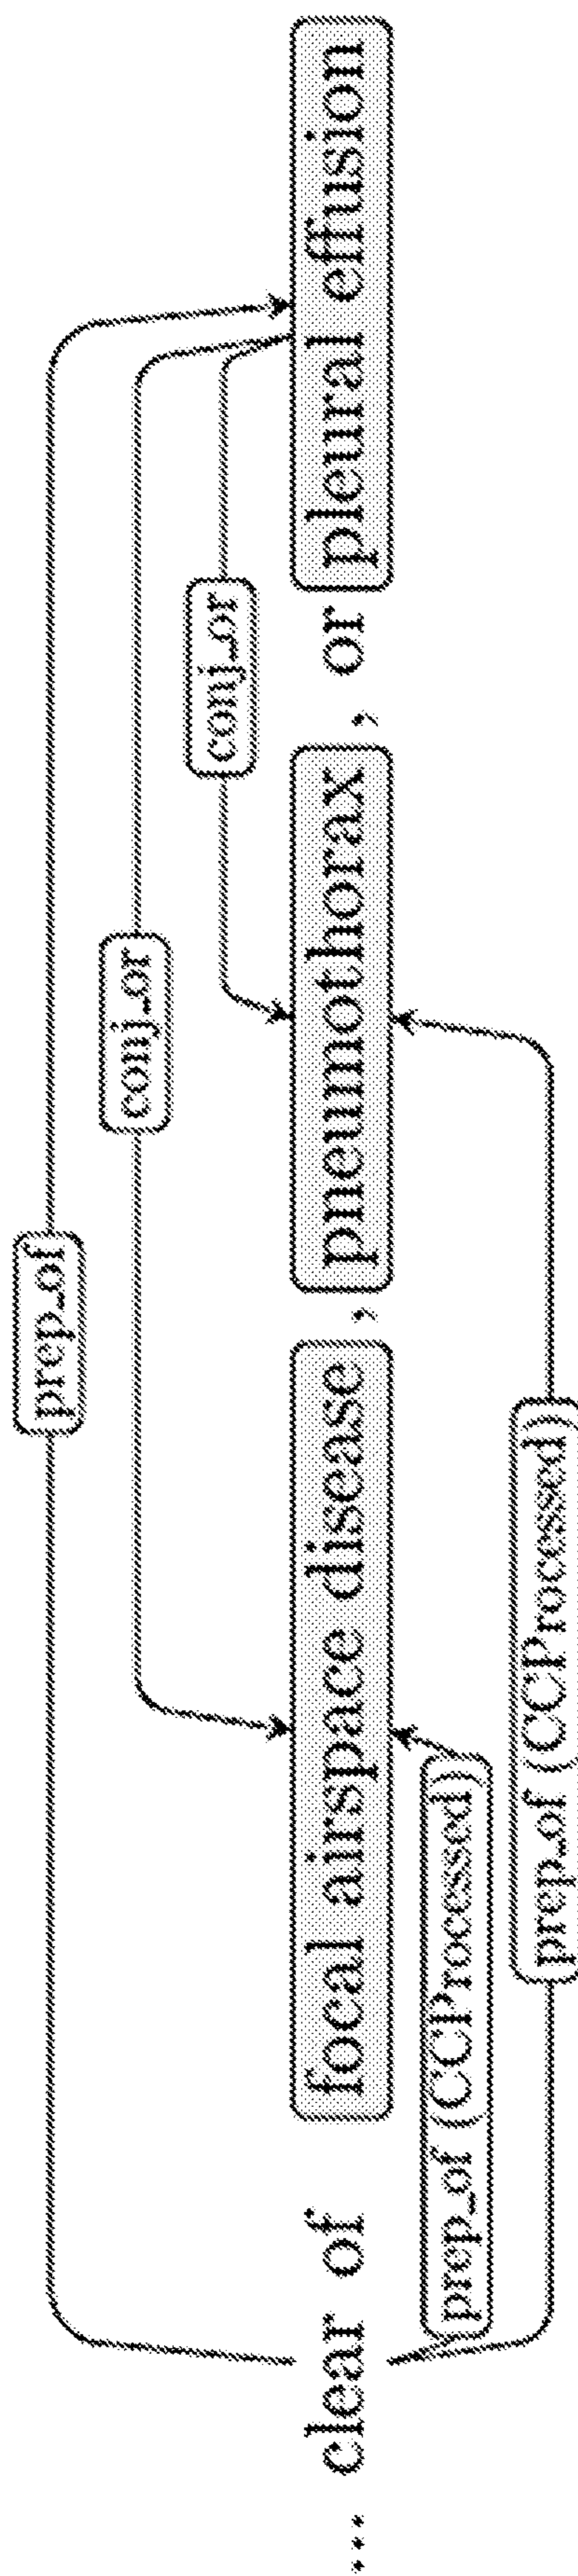 prep_of
conj_or
conj_or
... clear of focal airspace disease , pneumothorax , or pleural effusion
prep_of (CCProcessed)
prep_of (CCProcessed)